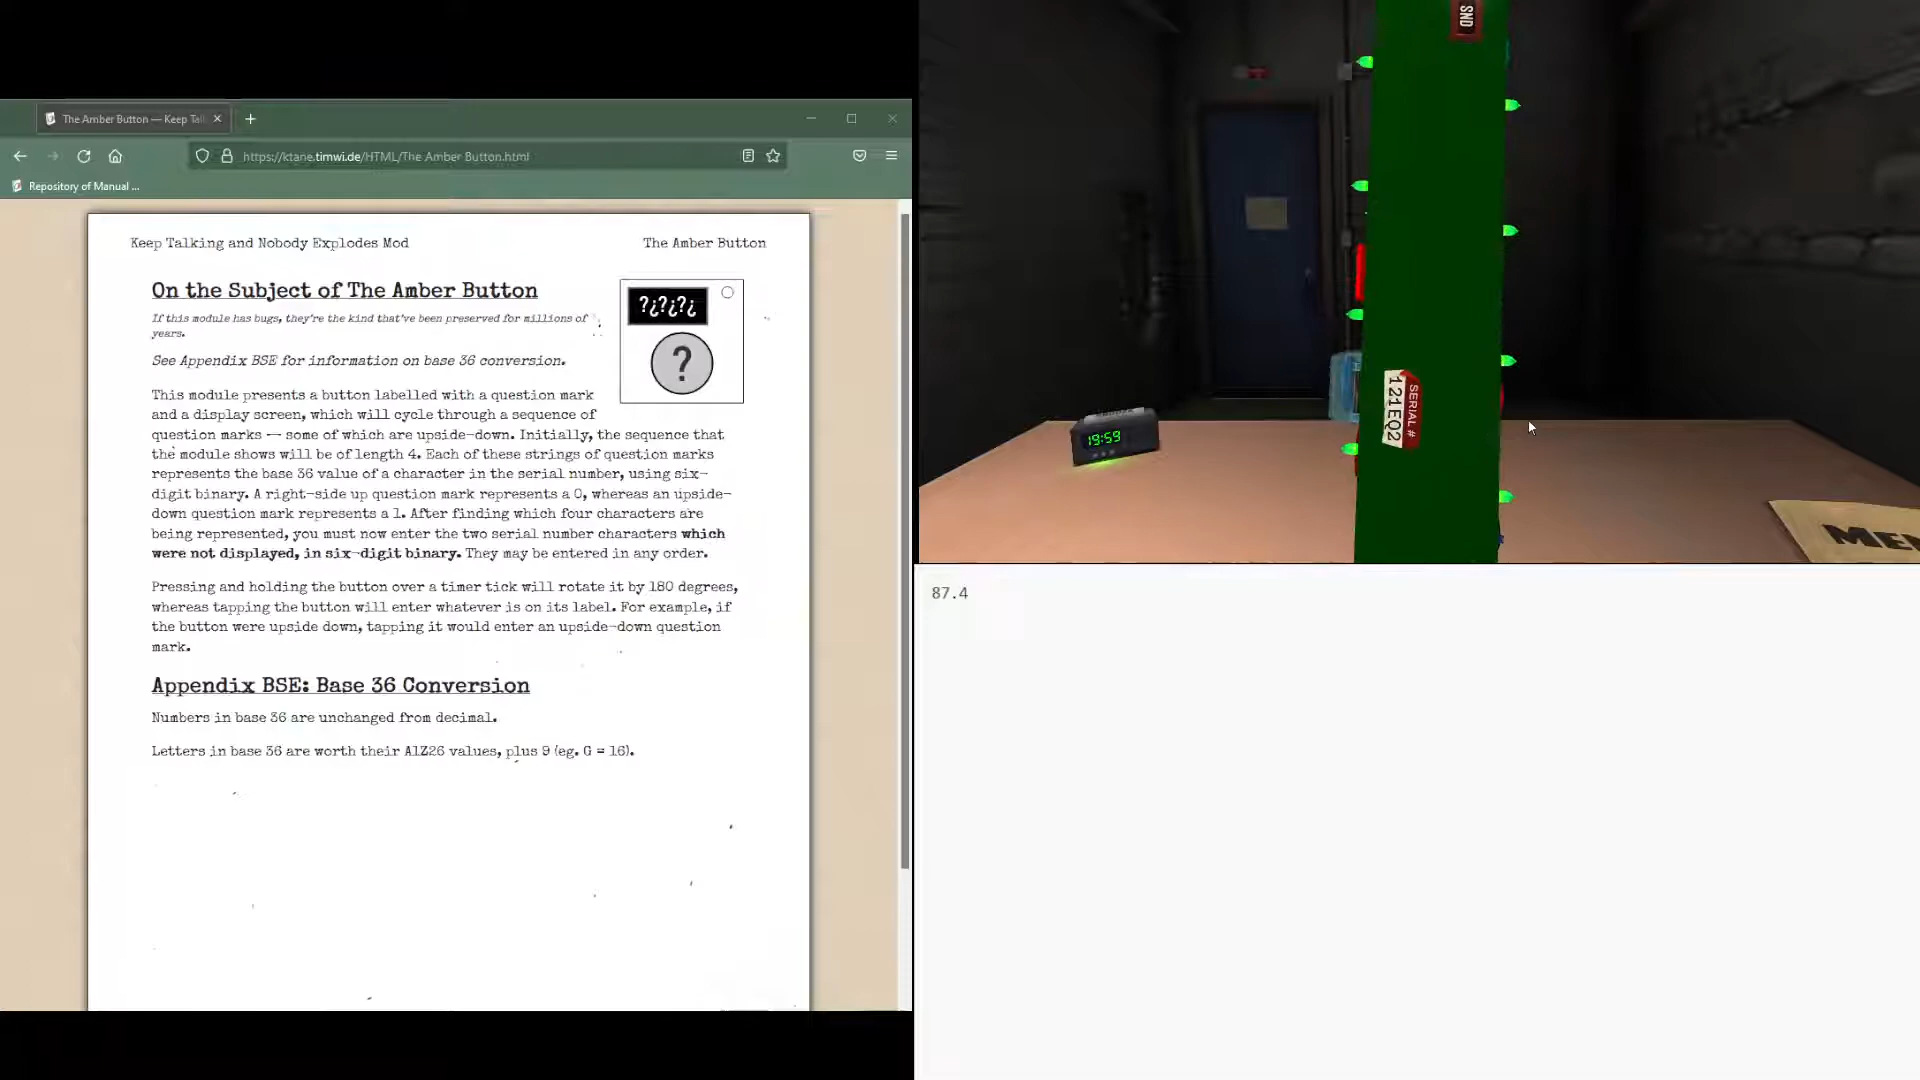 The Amber Button — Keep Tal
https://ktane.timwi.de/HTML/The Amber Button.html
Repository of Manual ...
Keep Talking and Nobody Explodes Mod
The Amber Button
On the Subject of The Amber Button
?¿?¿?¿
?
If this module has bugs, they're the kind that've been preserved for millions of
years.
See Appendix BSE for information on base 36 conversion.
This module presents a button labelled with a question mark
and a display screen, which will cycle through a sequence of
question marks — some of which are upside-down. Initially, the sequence that
the module shows will be of length 4. Each of these strings of question marks
represents the base 36 value of a character in the serial number, using six-
digit binary. A right-side up question mark represents a 0, whereas an upside-
down question mark represents a 1. After finding which four characters are
being represented, you must now enter the two serial number characters which
were not displayed, in six-digit binary. They may be entered in any order.
Pressing and holding the button over a timer tick will rotate it by 180 degrees,
whereas tapping the button will enter whatever is on its label. For example, if
the button were upside down, tapping it would enter an upside-down question
mark.
Appendix BSE: Base 36 Conversion
Numbers in base 36 are unchanged from decimal.
Letters in base 36 are worth their A1Z26 values, plus 9 (eg. G = 16).
SND
SERIAL #
121EQ2
19:59
87.4